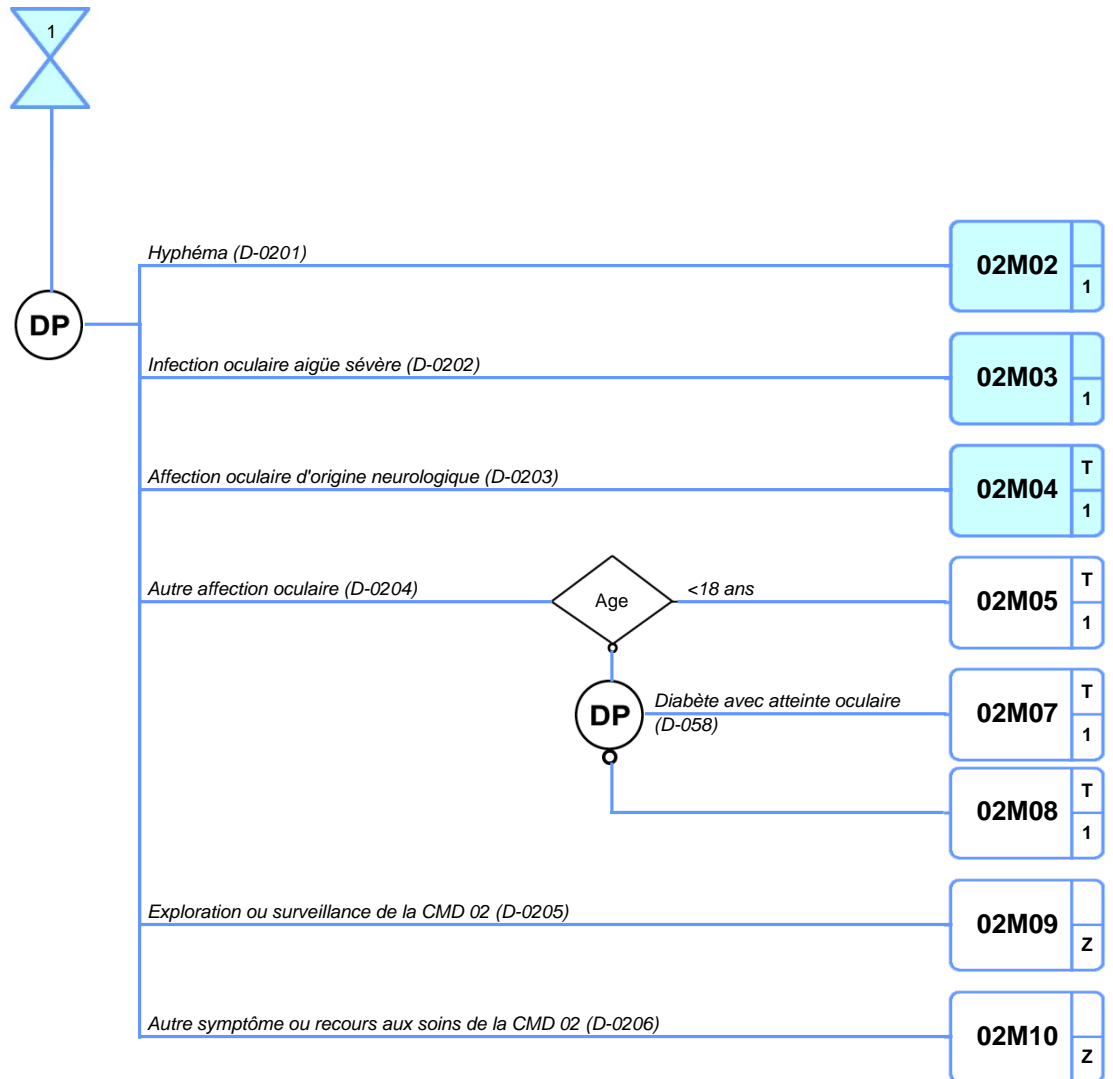 1
Hyphéma (D-0201)
02M02
1
DP
Infection oculaire aigüe sévère (D-0202)
02M03
1
Affection oculaire d'origine neurologique (D-0203)
02M04
T
1
Autre affection oculaire (D-0204)
Age
<18 ans
02M05
T
1
DP
Diabète avec atteinte oculaire
(D-058)
02M07
T
1
02M08
T
1
Exploration ou surveillance de la CMD 02 (D-0205)
02M09
Z
Autre symptôme ou recours aux soins de la CMD 02 (D-0206)
02M10
Z